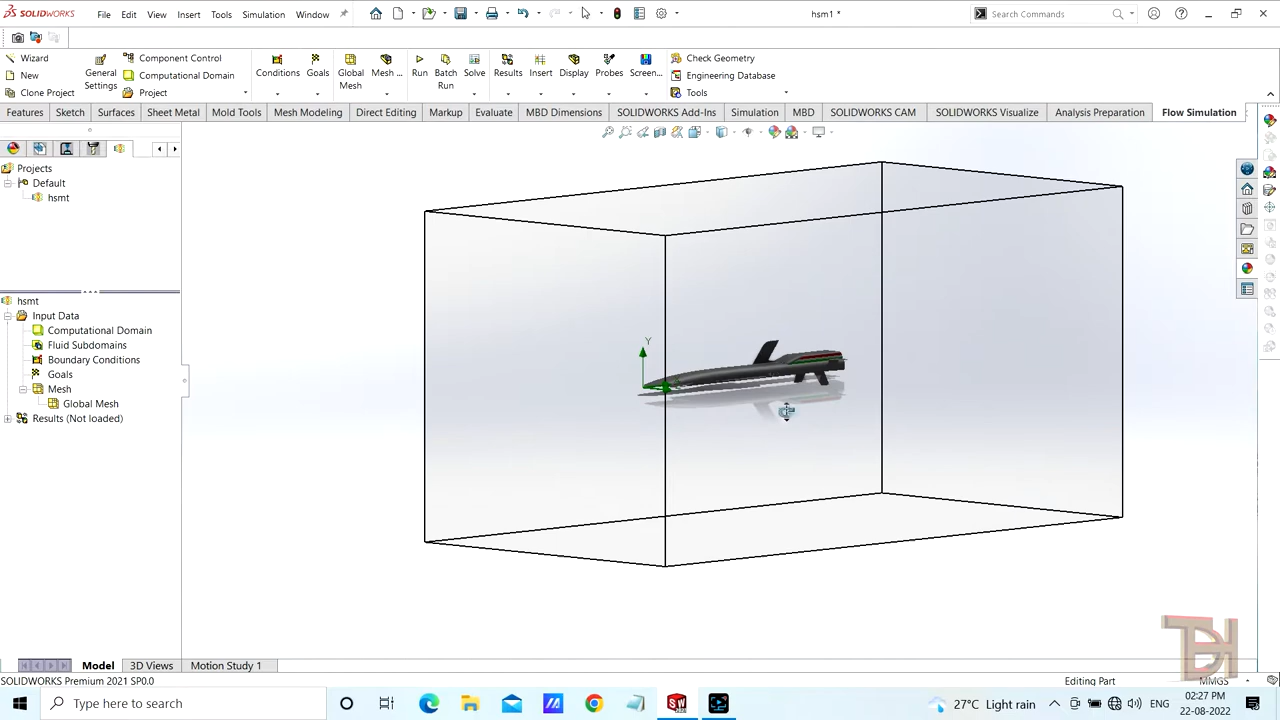 SOLIDWORKS File Edit View Insert Tools Simulation Window hsm1 * Search Commands
Wizard Component Control Check Geometry
New General Settings Computational Domain Conditions Goals Global Mesh Mesh ... Run Batch Run Solve Results Insert Display Probes Screen... Engineering Database
Clone Project Project Tools
Features Sketch Surfaces Sheet Metal Mold Tools Mesh Modeling Direct Editing Markup Evaluate MBD Dimensions SOLIDWORKS Add-Ins Simulation MBD SOLIDWORKS CAM SOLIDWORKS Visualize Analysis Preparation Flow Simulation
Projects
Default
hsmt
hsmt
Input Data
Computational Domain
Fluid Subdomains
Boundary Conditions
Goals
Mesh
Global Mesh
Results (Not loaded)
Y
Model 3D Views Motion Study 1
SOLIDWORKS Premium 2021 SP0.0 Editing Part MMGS
Type here to search 27°C Light rain ENG 02:27 PM
22-08-2022